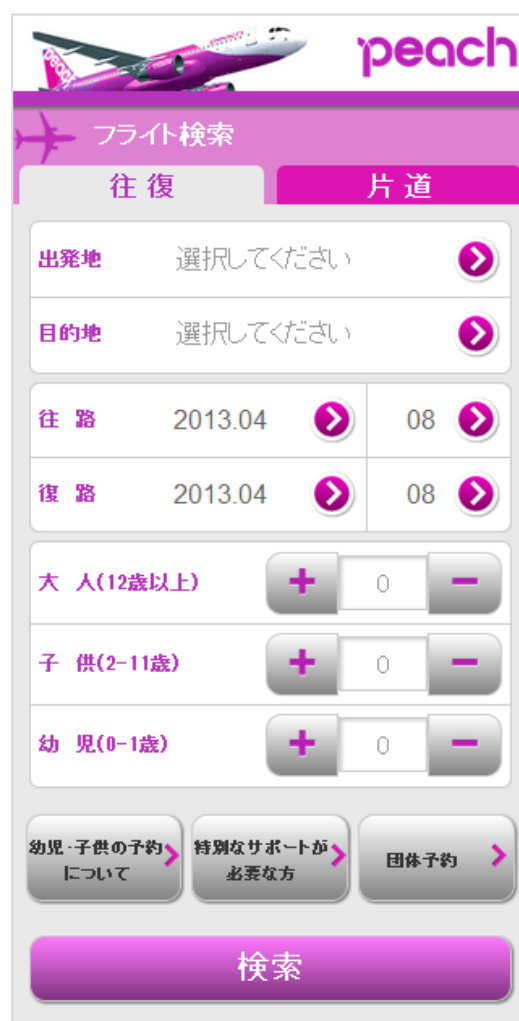 peach
フライト検索
往復 片道
出発地 選択してください
目的地 選択してください
往 路 2013.04 08
復 路 2013.04 08
大 人(12歳以上) + 0 −
子 供(2-11歳) + 0 −
幼 児(0-1歳) + 0 −
幼児・子供の予約
について
特別なサポートが
必要な方
団体予約
検索